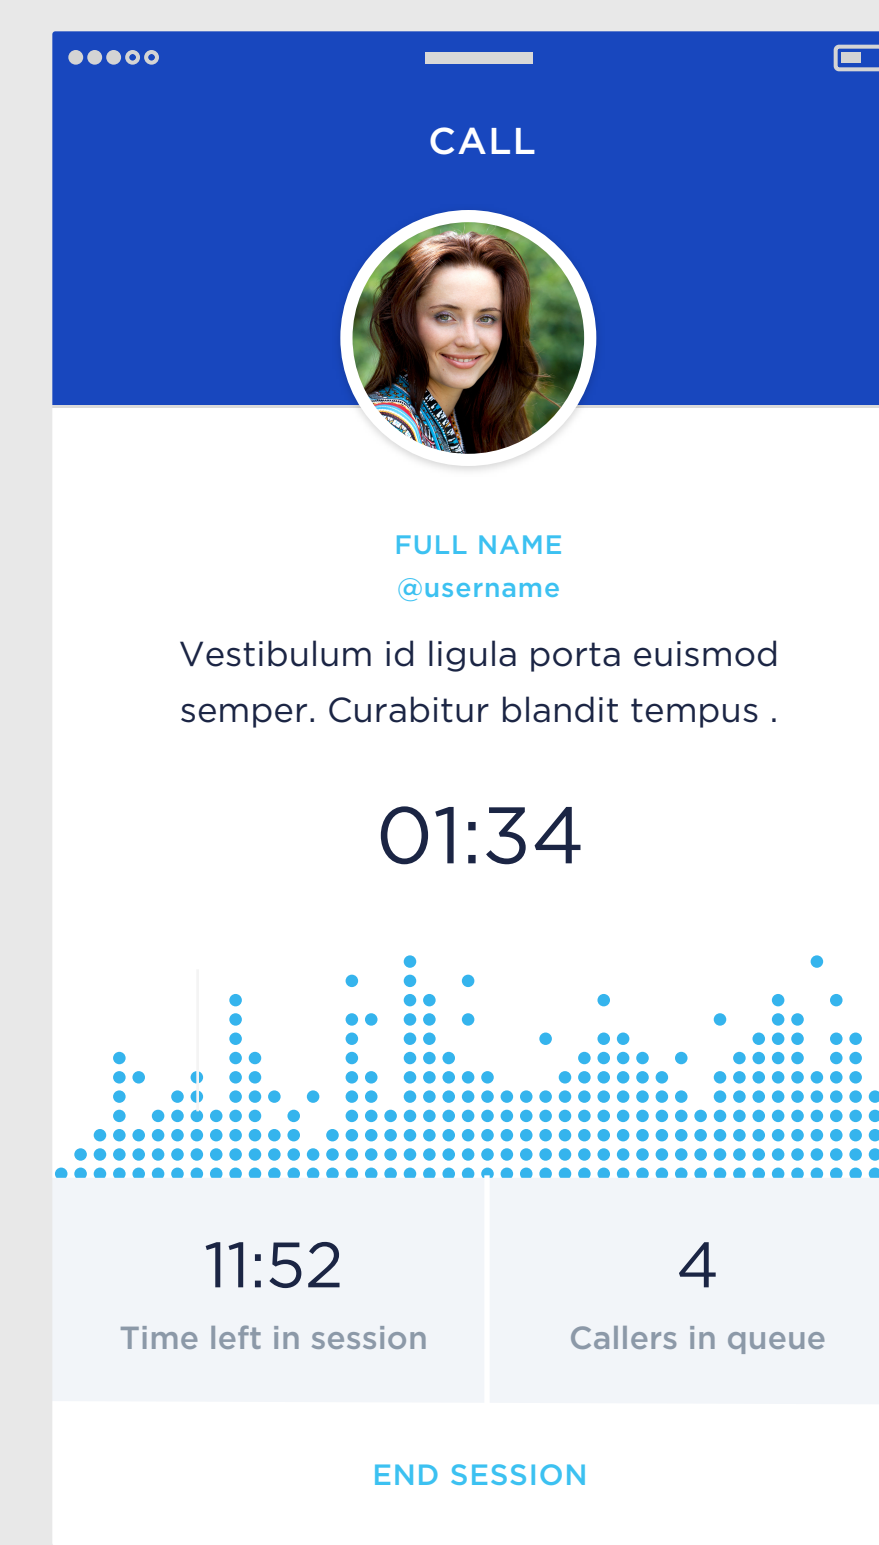 CALL
FULL NAME
@username
Vestibulum id ligula porta euismod
semper. Curabitur blandit tempus .
01:34
11:52
Time left in session
4
Callers in queue
END SESSION